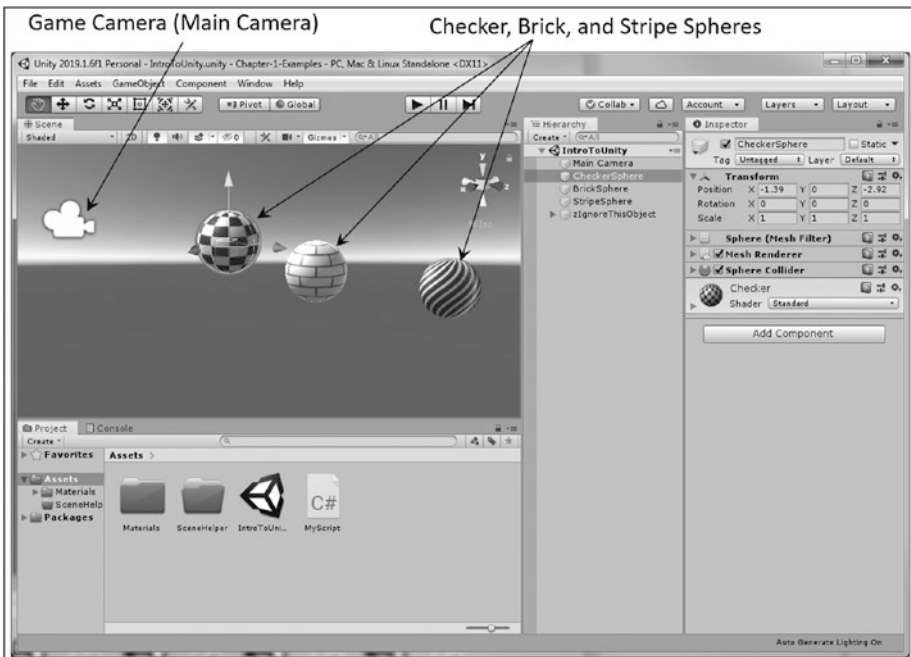 Game Camera (Main Camera)
Checker, Brick, and Stripe Spheres
Unity 2019.1.6f1 Personal - IntroToUnity.unity - Chapter-1-Examples - PC, Mac & Linux Standalone <DX11>
File Edit Assets GameObject Component Window Help
Pivot Global
Collab Account Layers Layout
Scene
Shaded 2D 0 Gizmos All
y
x z
Iso
Hierarchy
Create All
IntroToUnity
Main Camera
CheckerSphere
BrickSphere
StripeSphere
zIgnoreThisObject
Inspector
CheckerSphere Static
Tag Untagged Layer Default
Transform
Position X -1.39 Y 0 Z -2.92
Rotation X 0 Y 0 Z 0
Scale X 1 Y 1 Z 1
Sphere (Mesh Filter)
Mesh Renderer
Sphere Collider
Checker
Shader Standard
Add Component
Project Console
Create
Favorites
Assets
Materials
SceneHelp
Packages
Assets >
C#
Materials SceneHelper IntroToUni... MyScript
Auto Generate Lighting On